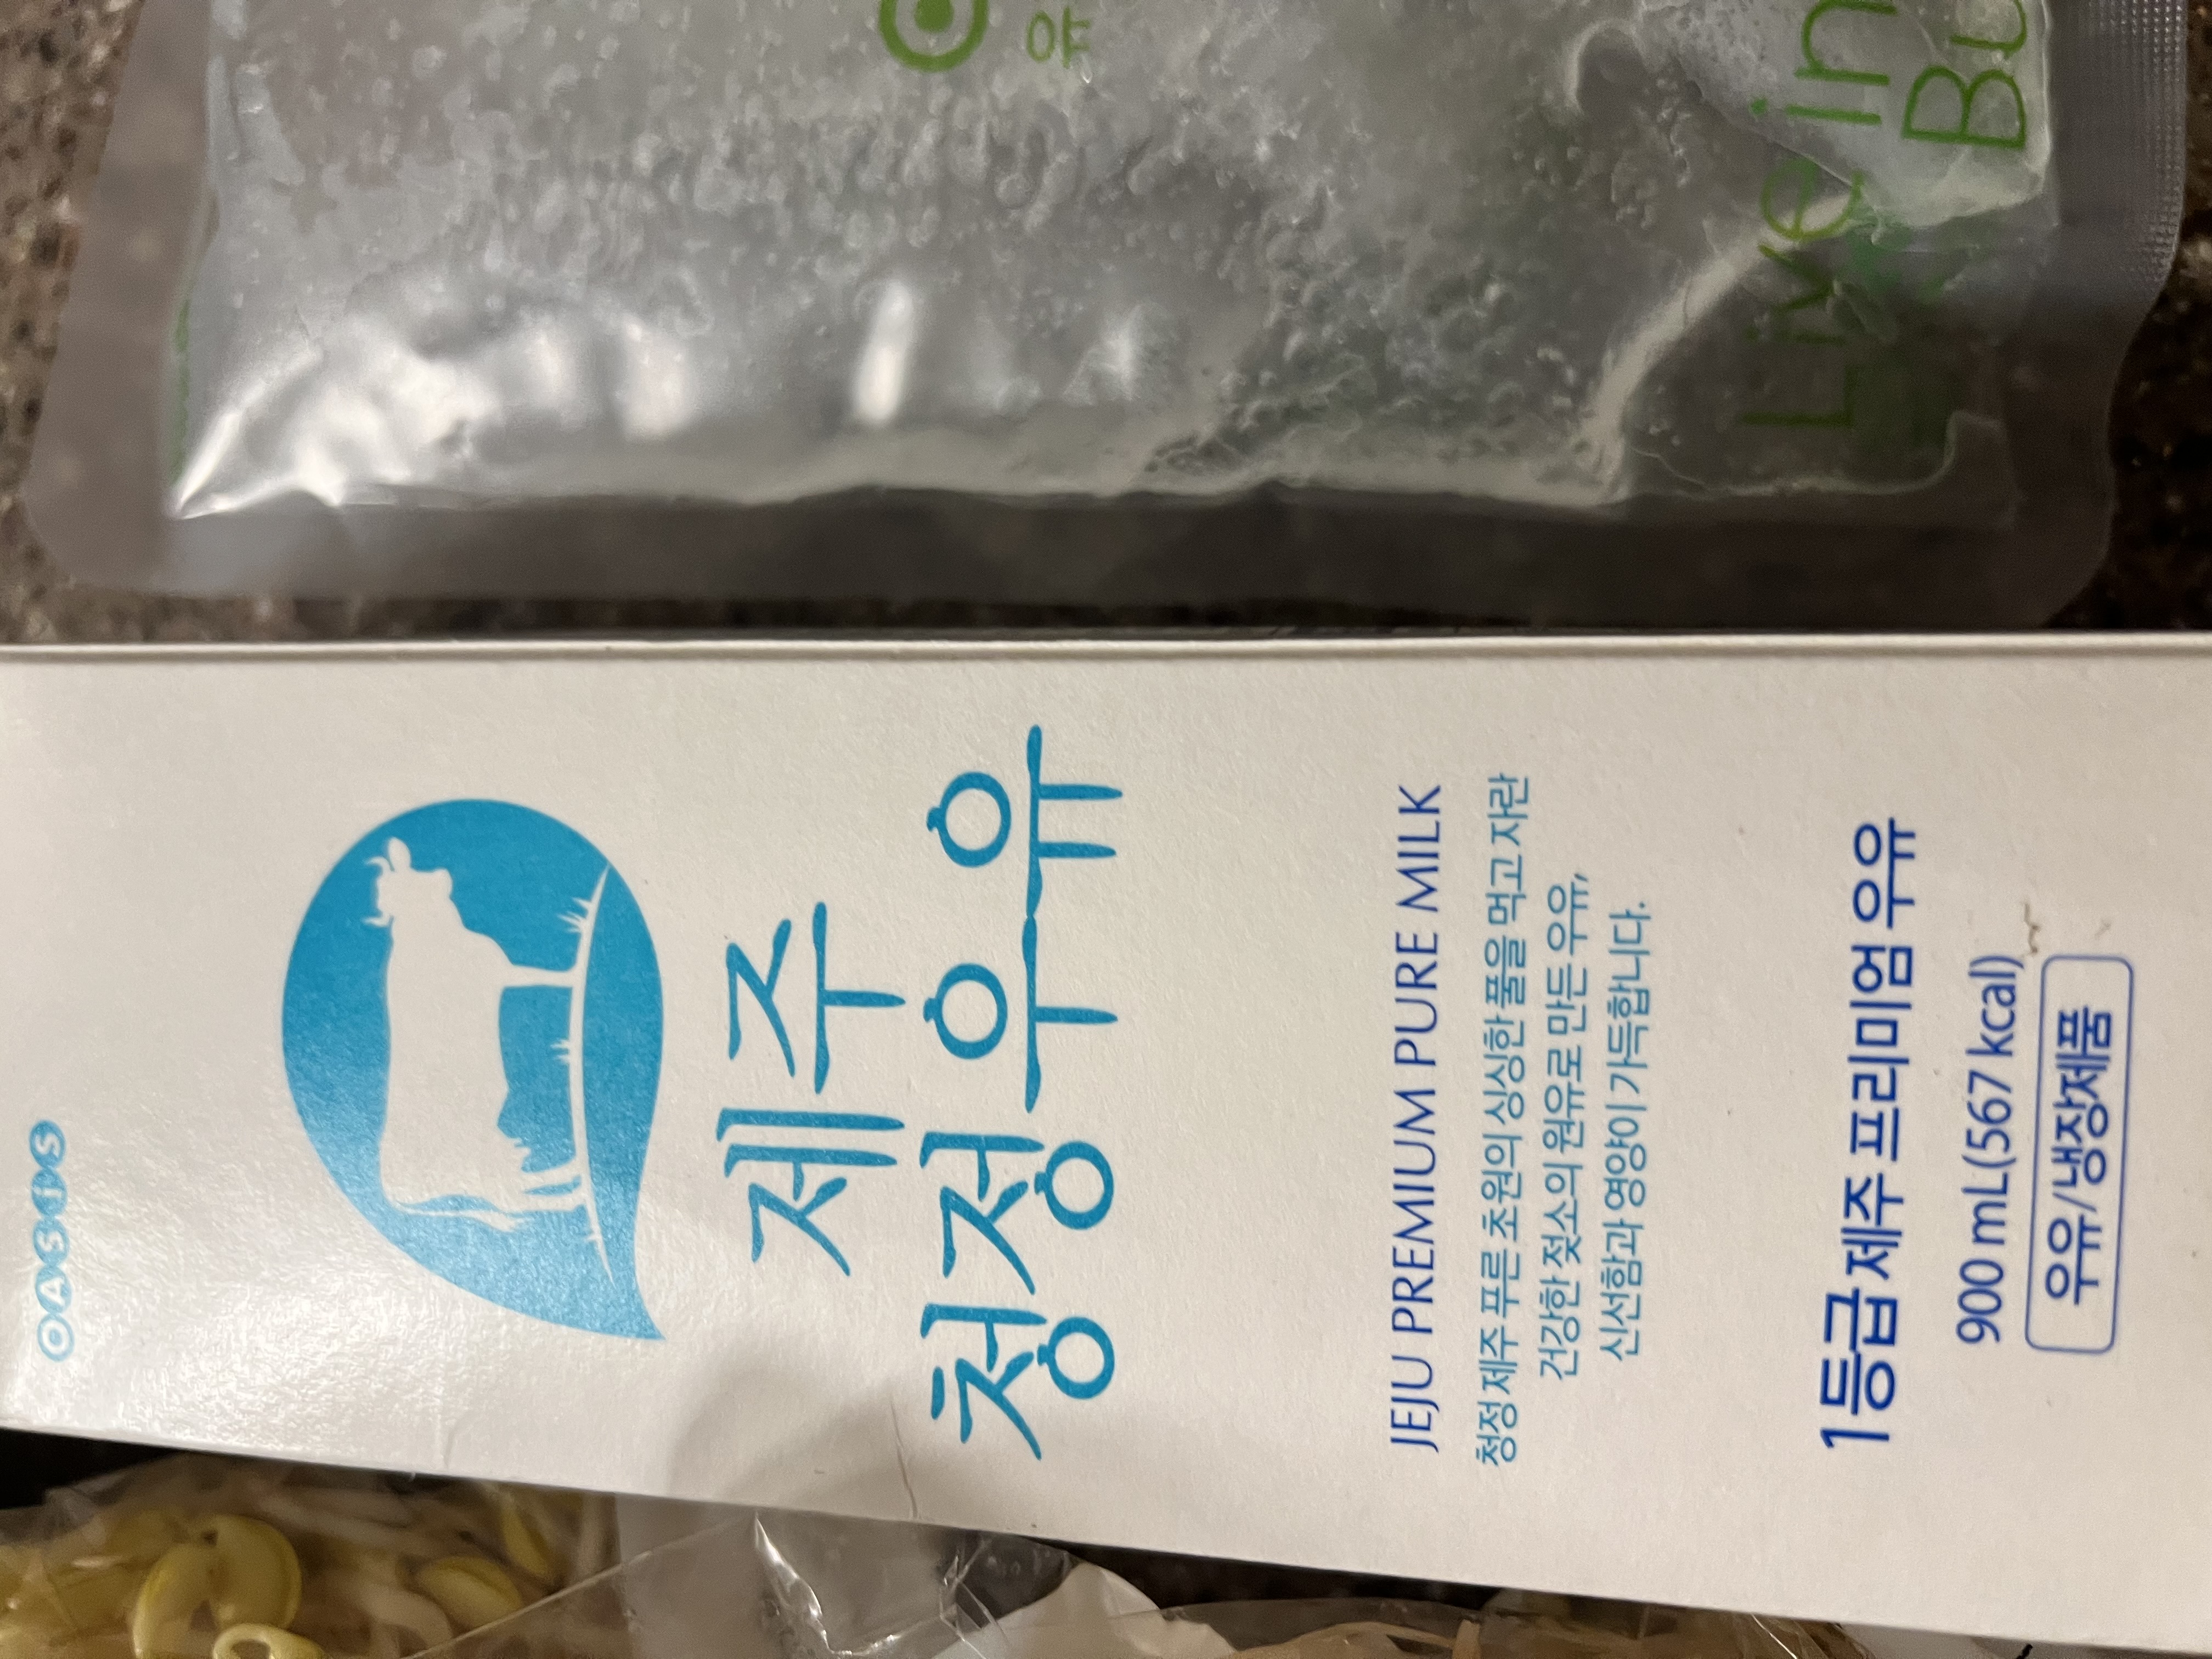 OASIS
제주
청정우유
JEJU PREMIUM PURE MILK
청정 제주 푸른 초원의 싱싱한 풀을 먹고 자란
건강한 젖소의 원유로 만든 우유,
신선함과 영양이 가득합니다.
1등급 제주 프리미엄 우유
900 mL(567 kcal)
우유/냉장제품
Live in